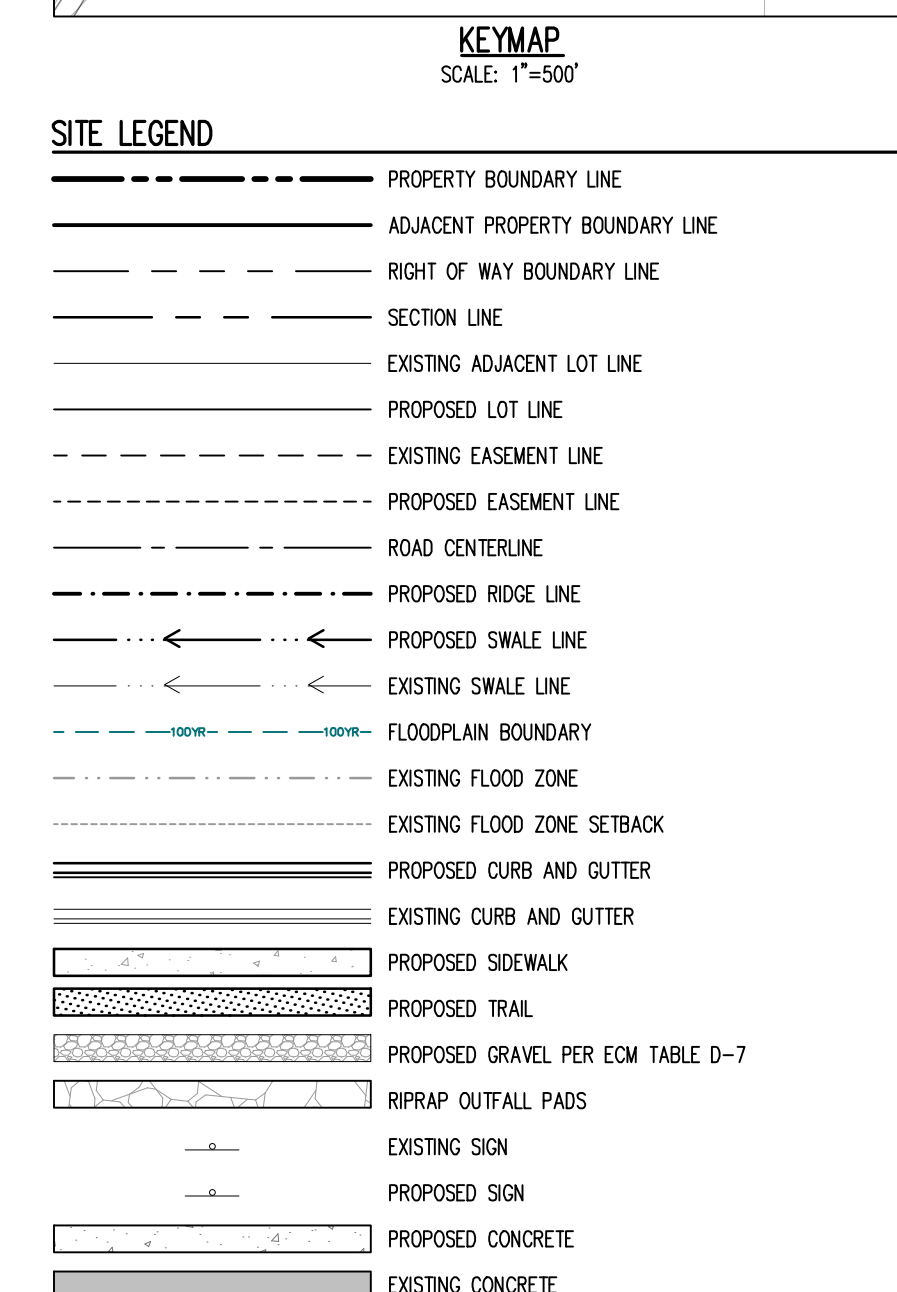 KEYMAP
SCALE: 1"=500'
SITE LEGEND
PROPERTY BOUNDARY LINE
ADJACENT PROPERTY BOUNDARY LINE
RIGHT OF WAY BOUNDARY LINE
SECTION LINE
EXISTING ADJACENT LOT LINE
PROPOSED LOT LINE
EXISTING EASEMENT LINE
PROPOSED EASEMENT LINE
ROAD CENTERLINE
PROPOSED RIDGE LINE
PROPOSED SWALE LINE
EXISTING SWALE LINE
100YR 100YR FLOODPLAIN BOUNDARY
EXISTING FLOOD ZONE
EXISTING FLOOD ZONE SETBACK
PROPOSED CURB AND GUTTER
EXISTING CURB AND GUTTER
PROPOSED SIDEWALK
PROPOSED TRAIL
PROPOSED GRAVEL PER ECM TABLE D-7
RIPRAP OUTFALL PADS
EXISTING SIGN
PROPOSED SIGN
PROPOSED CONCRETE
EXISTING CONCRETE